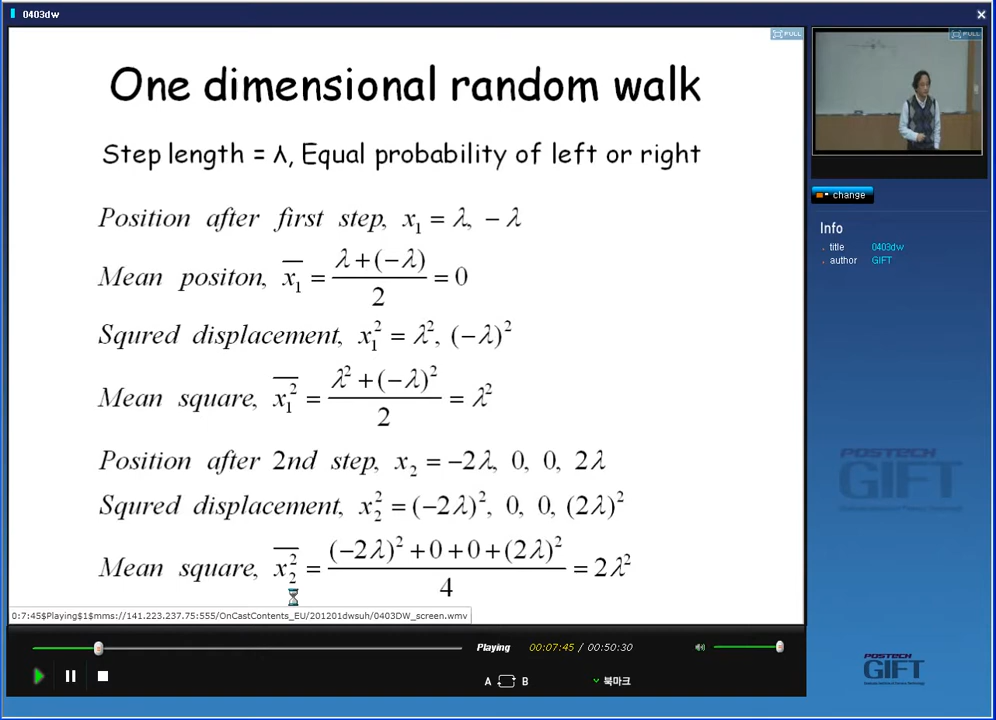 0403dw
FULL
FULL
One dimensional random walk
Step length = λ, Equal probability of left or right
Position after first step, x₁ = λ, − λ
Mean positon, x̄₁ = (λ + (−λ))/2 = 0
Squred displacement, x₁² = λ², (−λ)²
Mean square, x̅₁²̅ = (λ² + (−λ)²)/2 = λ²
Position after 2nd step, x₂ = −2λ, 0, 0, 2λ
Squred displacement, x₂² = (−2λ)², 0, 0, (2λ)²
Mean square, x̅₂²̅ = ((−2λ)² + 0 + 0 + (2λ)²)/4 = 2λ²
0:7:45$Playing$1$mms://141.223.237.75:555/OnCastContents_EU/201201dwsuh/0403DW_screen.wmv
change
Info
title 0403dw
author GIFT
POSTECH
GIFT
Playing 00:07:45 / 00:50:30
A B
북마크
POSTECH
GIFT